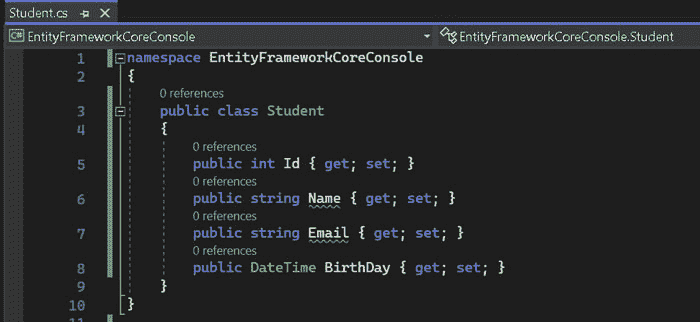 Student.cs
C# EntityFrameworkCoreConsole EntityFrameworkCoreConsole.Student
1 namespace EntityFrameworkCoreConsole
2 {
0 references
3 public class Student
4 {
0 references
5 public int Id { get; set; }
0 references
6 public string Name { get; set; }
0 references
7 public string Email { get; set; }
0 references
8 public DateTime BirthDay { get; set; }
9 }
10 }
11